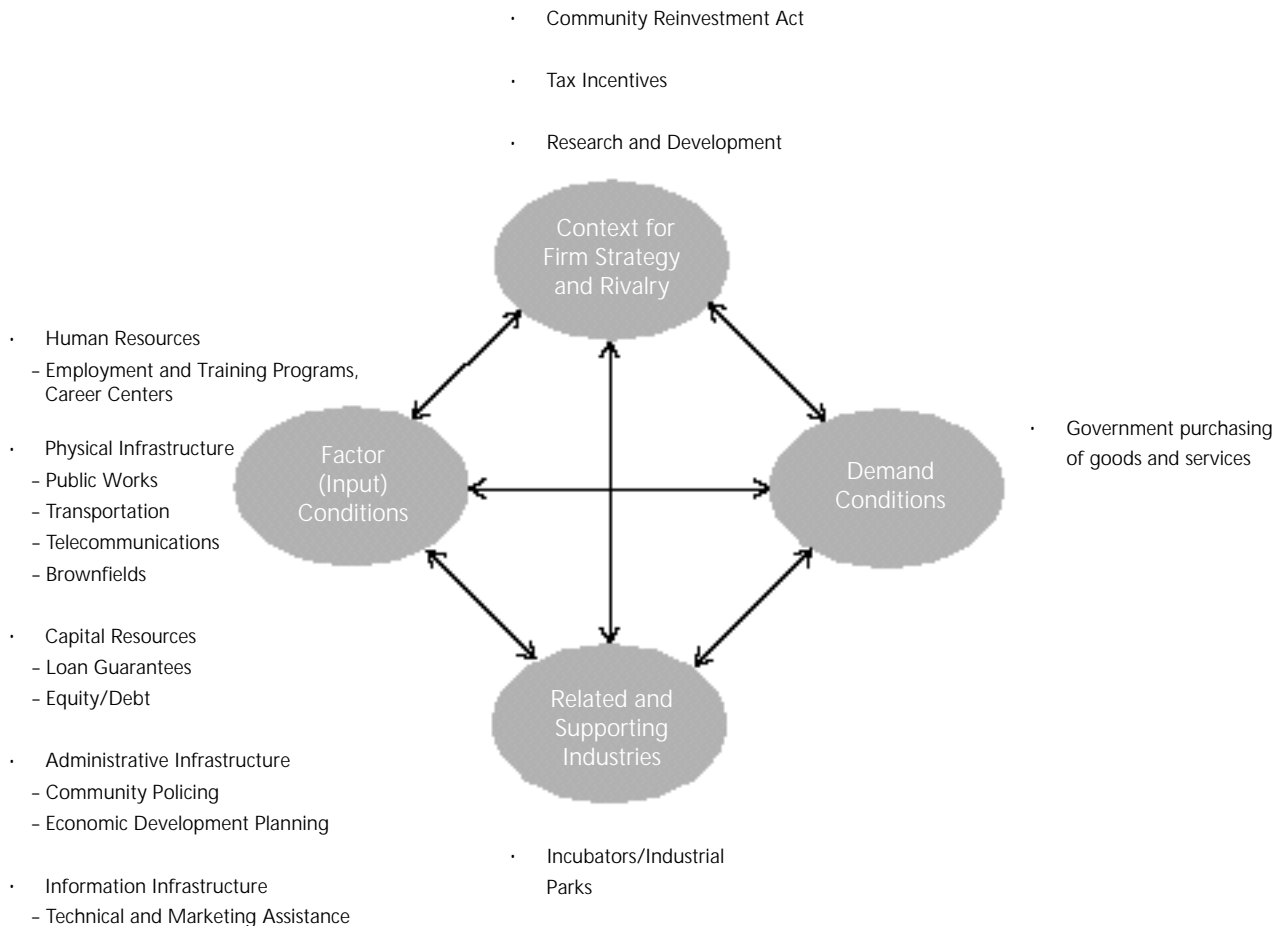 · Community Reinvestment Act
· Tax Incentives
· Research and Development
Context for
Firm Strategy
and Rivalry
· Human Resources
– Employment and Training Programs,
Career Centers
· Physical Infrastructure
– Public Works
– Transportation
– Telecommunications
– Brownfields
· Capital Resources
– Loan Guarantees
– Equity/Debt
· Administrative Infrastructure
– Community Policing
– Economic Development Planning
· Information Infrastructure
– Technical and Marketing Assistance
Factor
(Input)
Conditions
Demand
Conditions
· Government purchasing
of goods and services
Related and
Supporting
Industries
· Incubators/Industrial
Parks